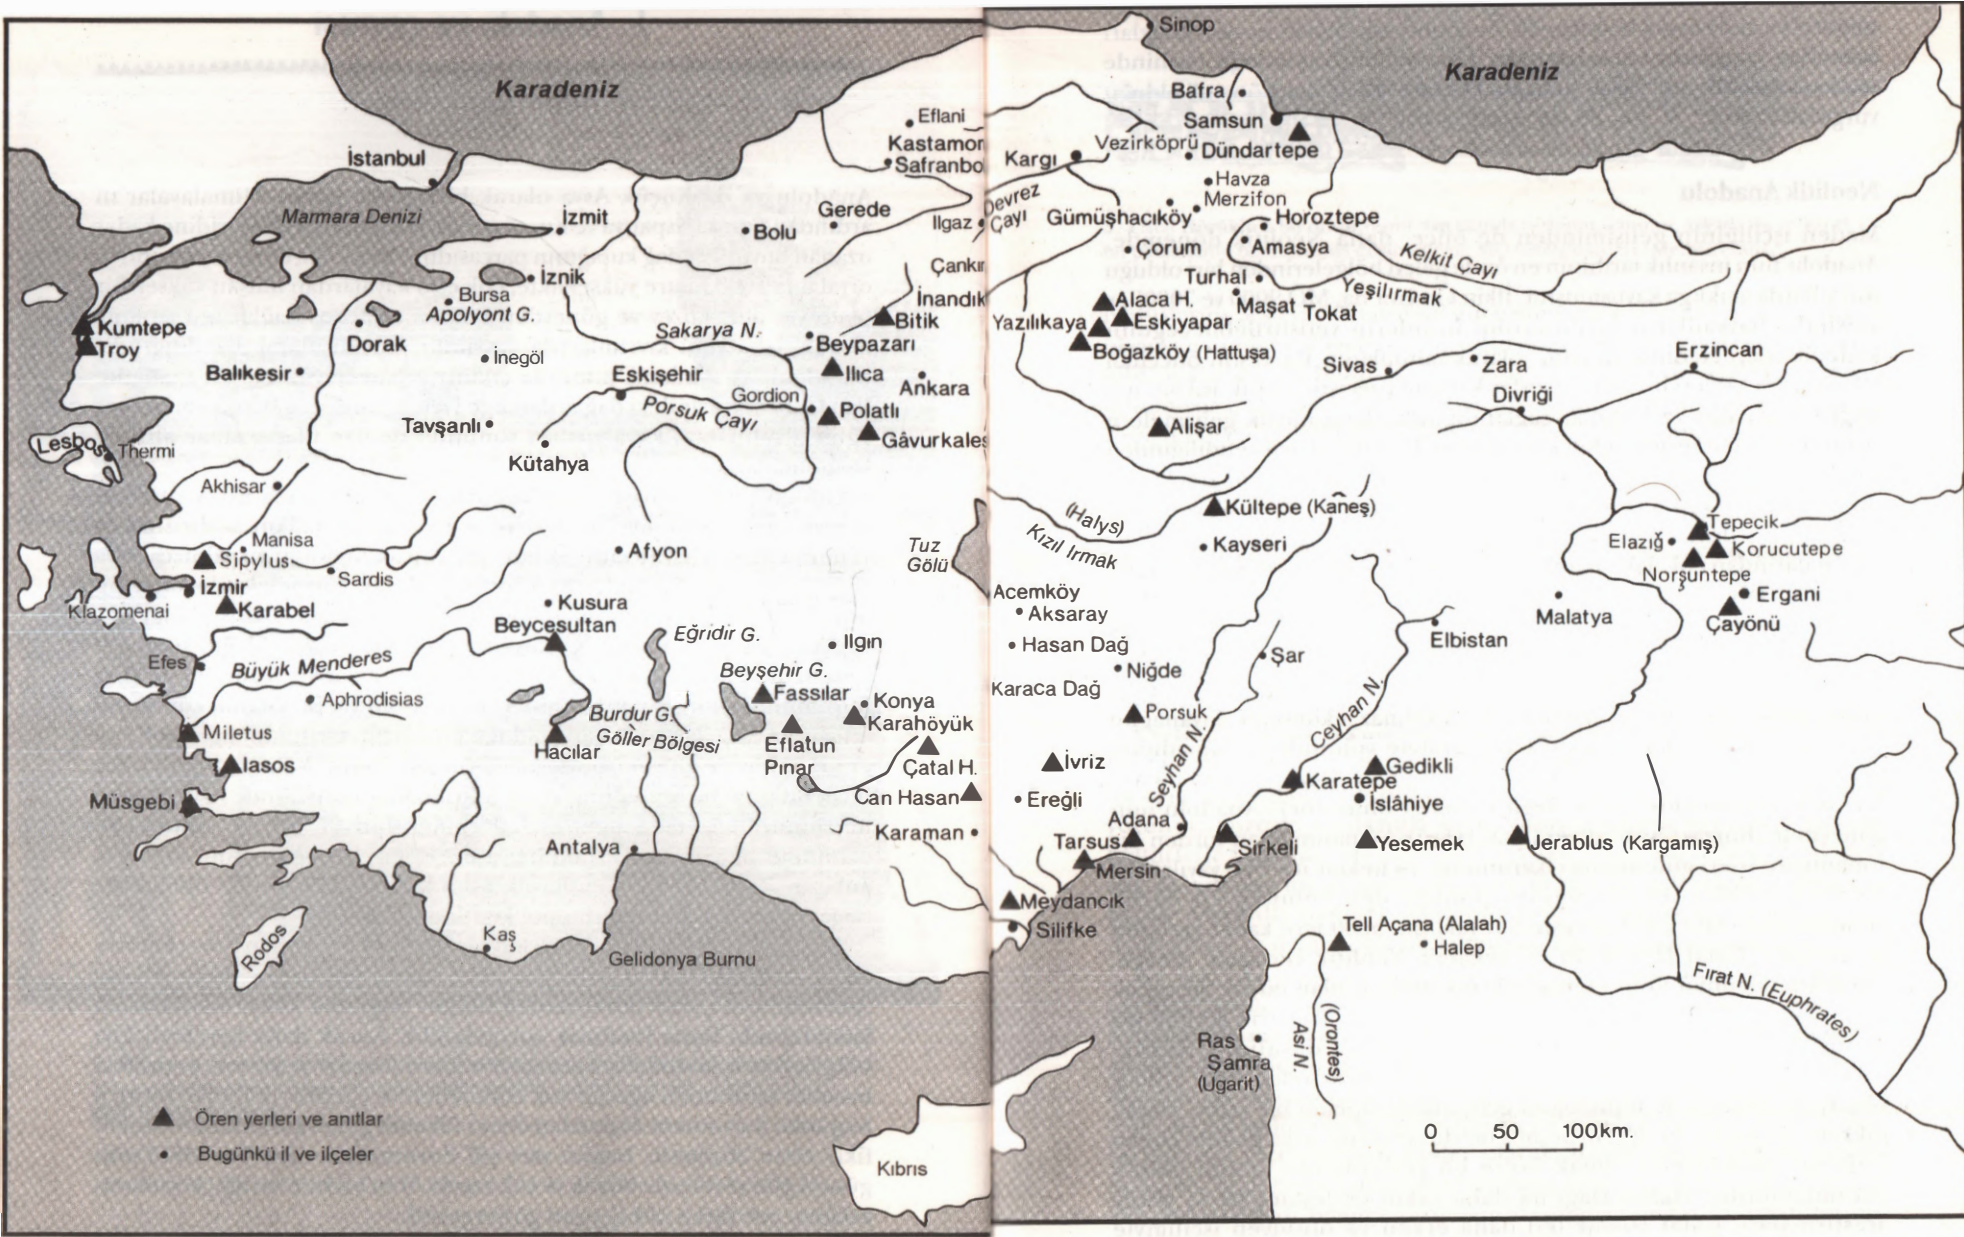 Karadeniz
Sinop
Karadeniz
Bafra
Samsun
Eflani
Kastamon
Safranbo
Kargı
Vezirköprü
Dündartepe
İstanbul
Havza
Merzifon
Devrez
Çayı
Gümüşhacıköy
Horoztepe
Marmara Denizi
İzmit
Bolu
Gerede
Ilgaz
Çorum
Amasya
Kelkit Çayı
Çankır
İznik
Turhal
Yeşilırmak
Bursa
Apolyont G.
İnandık
Bitik
Alaca H.
Maşat
Tokat
Yazılıkaya
Eskiyapar
Boğazköy (Hattuşa)
Kumtepe
Troy
Dorak
İnegöl
Sakarya N.
Beypazarı
Balıkesir
Eskişehir
Ilıca
Ankara
Sivas
Zara
Erzincan
Gordion
Porsuk Çayı
Polatlı
Gâvurkales
Divriği
Tavşanlı
Kütahya
Alişar
Lesbos
Thermi
Akhisar
Kültepe (Kaneş)
(Halys)
Kızıl Irmak
Kayseri
Tepecik
Elazığ
Korucutepe
Norşuntepe
Manisa
Sipylus
Sardis
Afyon
Tuz
Gölü
İzmir
Klazomenai
Karabel
Kusura
Beycesultan
Acemköy
Aksaray
Hasan Dağ
Malatya
Ergani
Çayönü
Elbistan
Efes
Büyük Menderes
Eğridir G.
Ilgın
Şar
Niğde
Beyşehir G.
Fassılar
Karaca Dağ
Aphrodisias
Burdur G.
Göller Bölgesi
Konya
Karahöyük
Porsuk
Ceyhan N.
Seyhan N.
Miletus
Hacılar
Eflatun
Pınar
Çatal H.
Iasos
İvriz
Gedikli
Karatepe
Müsgebi
Can Hasan
Ereğli
İslâhiye
Karaman
Adana
Antalya
Tarsus
Sirkeli
Yesemek
Jerablus (Kargamış)
Mersin
Meydancık
Silifke
Tell Açana (Alalah)
Halep
Rodos
Kaş
Gelidonya Burnu
Fırat N. (Euphrates)
Ras
Şamra
(Ugarit)
Asi N.
(Orontes)
Ören yerleri ve anıtlar
Bugünkü il ve ilçeler
Kıbrıs
0 50 100km.